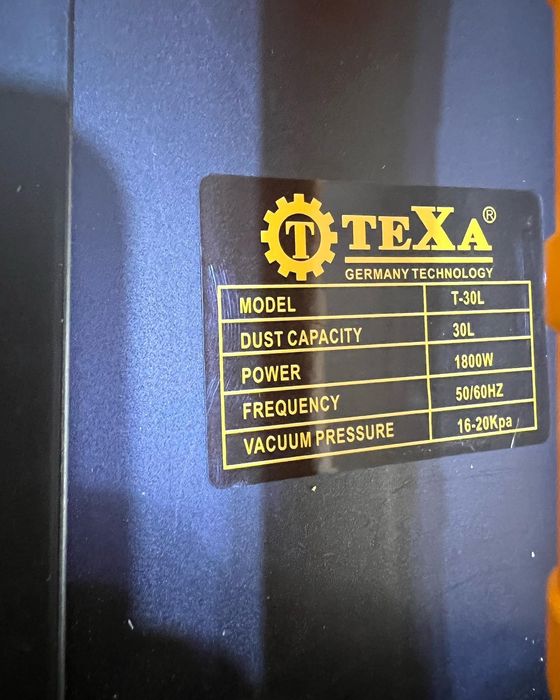 T TEXA®
GERMANY TECHNOLOGY
MODEL T-30L
DUST CAPACITY 30L
POWER 1800W
FREQUENCY 50/60HZ
VACUUM PRESSURE 16-20Kpa